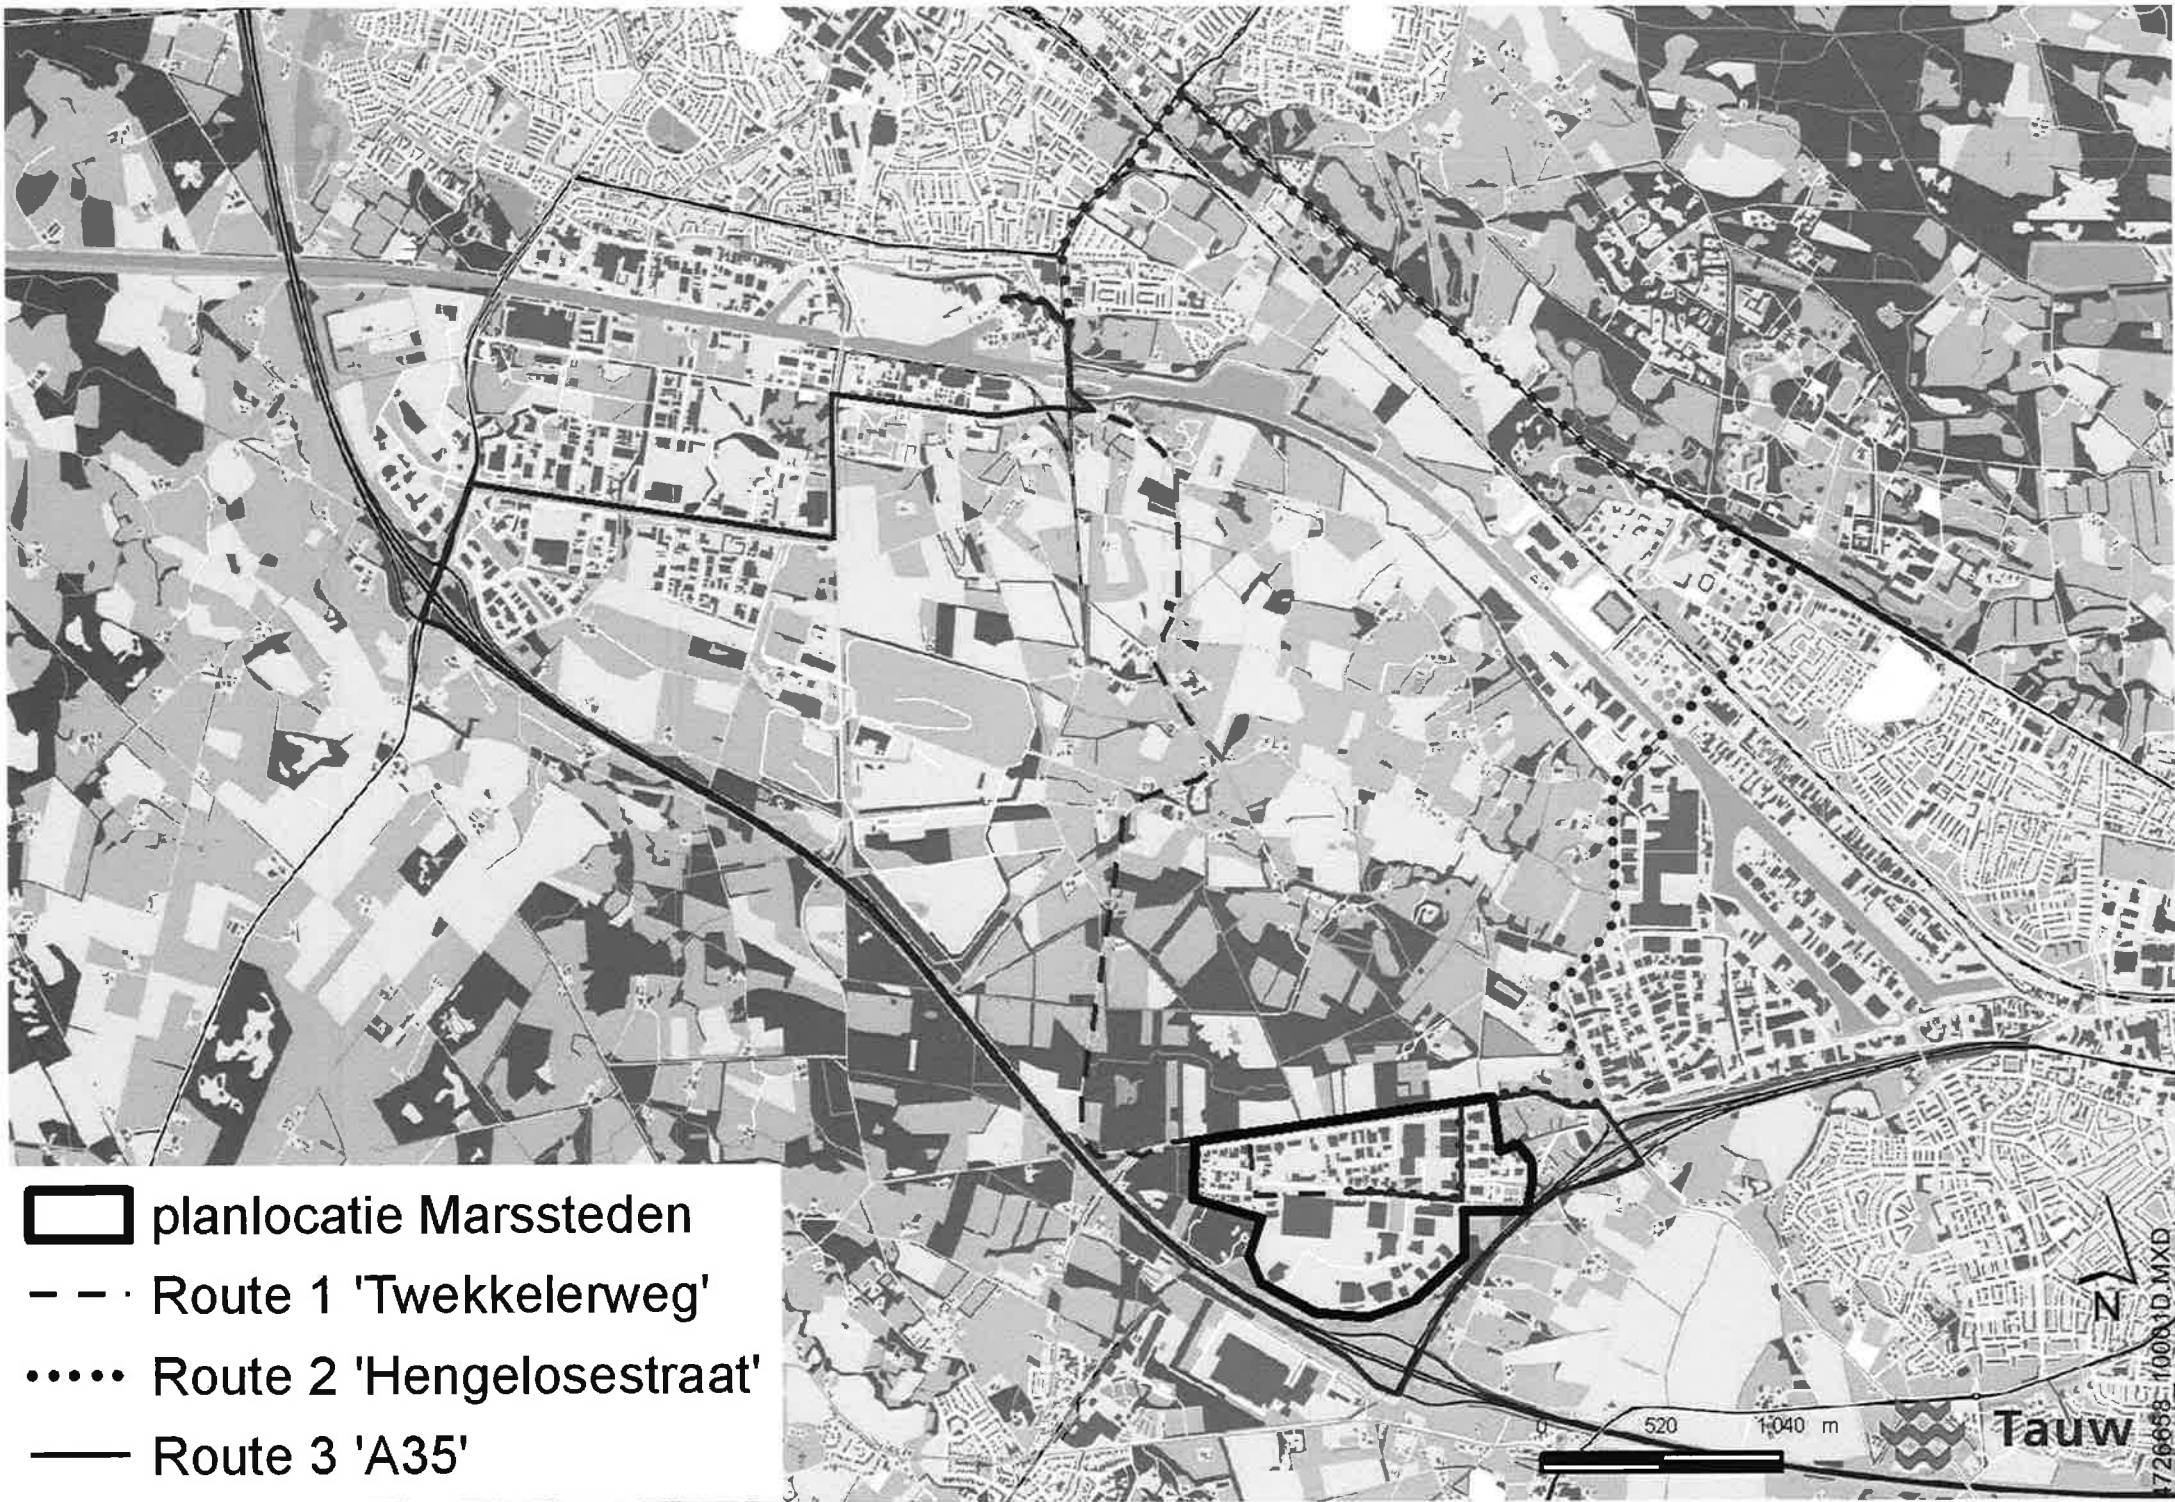 planlocatie Marssteden
Route 1 'Twekkelerweg'
Route 2 'Hengelosestraat'
Route 3 'A35'
0 520 1.040 m
Tauw
N